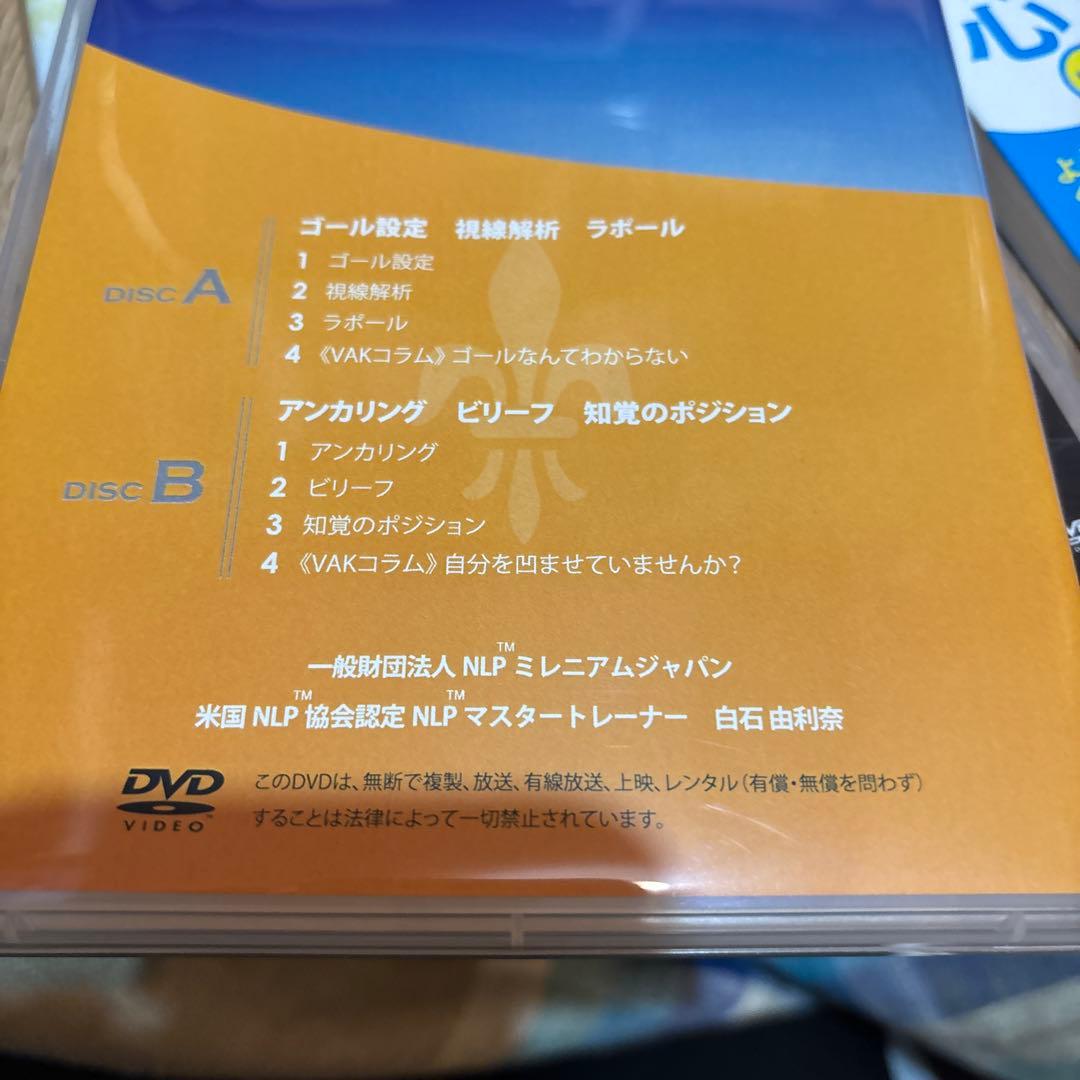 DISC A
ゴール設定 視線解析 ラポール
1 ゴール設定
2 視線解析
3 ラポール
4 《VAKコラム》ゴールなんてわからない
DISC B
アンカリング ビリーフ 知覚のポジション
1 アンカリング
2 ビリーフ
3 知覚のポジション
4 《VAKコラム》自分を凹ませていませんか?
一般財団法人 NLP™ ミレニアムジャパン
米国 NLP™ 協会認定 NLP™ マスタートレーナー 白石 由利奈
DVD
VIDEO™
このDVDは、無断で複製、放送、有線放送、上映、レンタル(有償・無償を問わず)
することは法律によって一切禁止されています。
心
よ